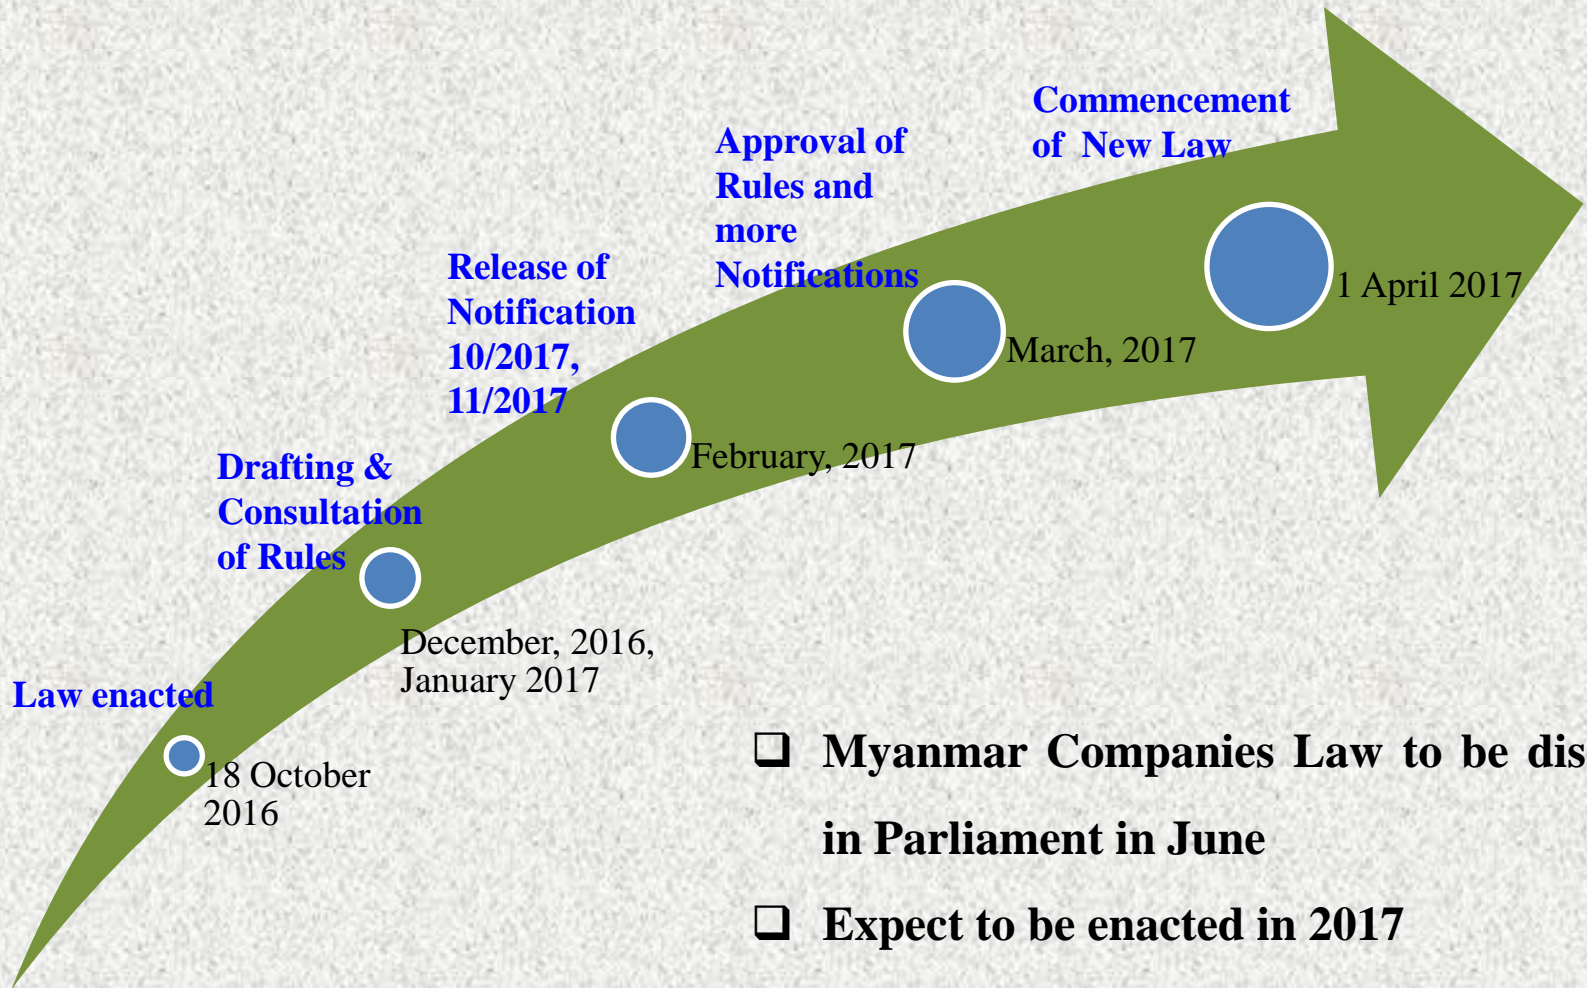 Commencement
of New Law
Approval of
Rules and
more
Notifications
1 April 2017
Release of
Notification
10/2017,
11/2017
March, 2017
Drafting &
Consultation
of Rules
February, 2017
December, 2016,
January 2017
Law enacted
18 October
2016
Myanmar Companies Law to be dis
in Parliament in June
Expect to be enacted in 2017